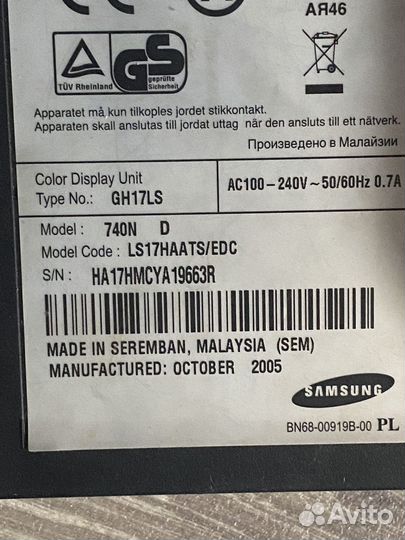 АЯ46
TÜV Rheinland
GS
geprüfte
Sicherheit
Apparatet må kun tilkoples jordet stikkontakt.
Apparaten skall anslutas till jordat uttag när den ansluts till ett nätverk.
Произведено в Малайзии
Color Display Unit
Type No.: GH17LS
AC100-240V~50/60Hz 0.7A
Model: 740N D
Model Code: LS17HAATS/EDC
S/N: HA17HMCYA19663R
MADE IN SEREMBAN, MALAYSIA (SEM)
MANUFACTURED: OCTOBER 2005
SAMSUNG
BN68-00919B-00 PL
Avito